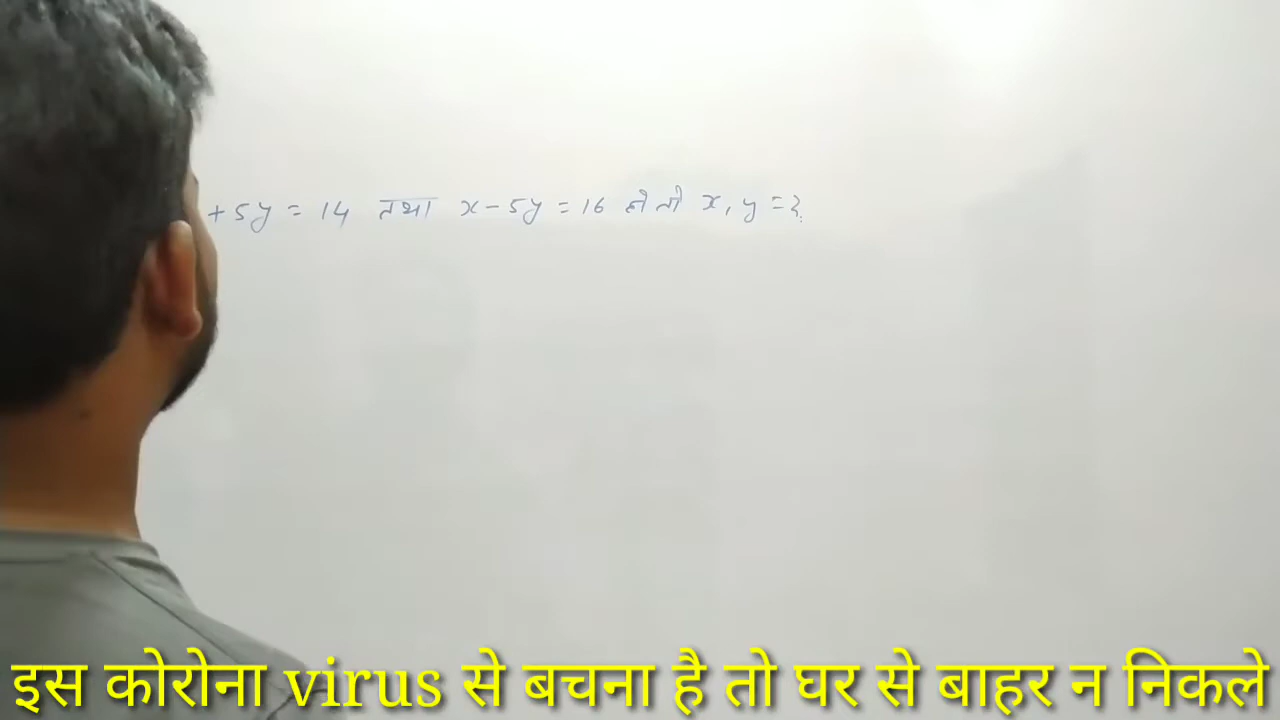 + 5y = 14 तथा x - 5y = 16 हो तो x, y = ?
इस कोरोना virus से बचना है तो घर से बाहर न निकले